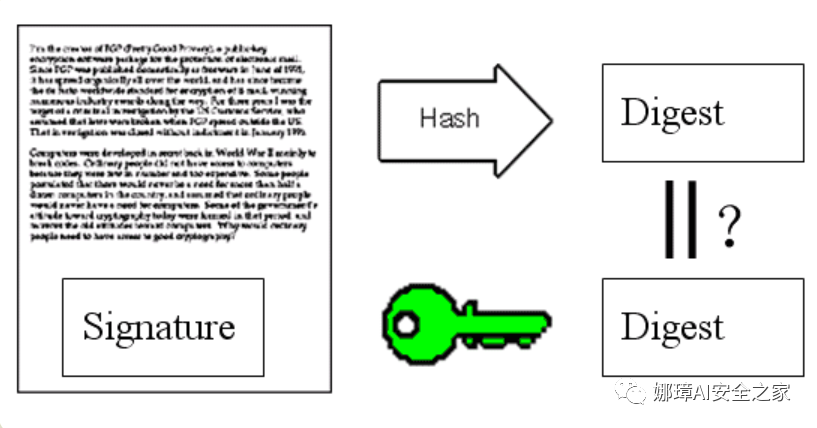 I'm the creator of PGP (Pretty Good Privacy), a public-key
encryption software package for the protection of electronic mail.
Since PGP was published domestically as freeware in June of 1991,
it has spread organically all over the world, and has since become
the de facto worldwide standard for encryption of E-mail, winning
numerous industry awards along the way. For three years I was the
target of a criminal investigation by the US Customs Service, who
assumed that laws were broken when PGP spread outside the US.
That investigation was closed without indictment in January 1996.
Computers were developed in secret back in World War II mainly to
break codes. Ordinary people did not have access to computers
because they were few in number and too expensive. Some people
postulated that there would never be a need for more than half a
dozen computers in the country, and assumed that ordinary people
would never have a need for computers. Some of the government's
attitude toward cryptography today were formed in that period, and
the old attitudes toward computers. Why would ordinary
people need to have access to good cryptography?
Signature
Hash
Digest
?
Digest
娜璋AI安全之家